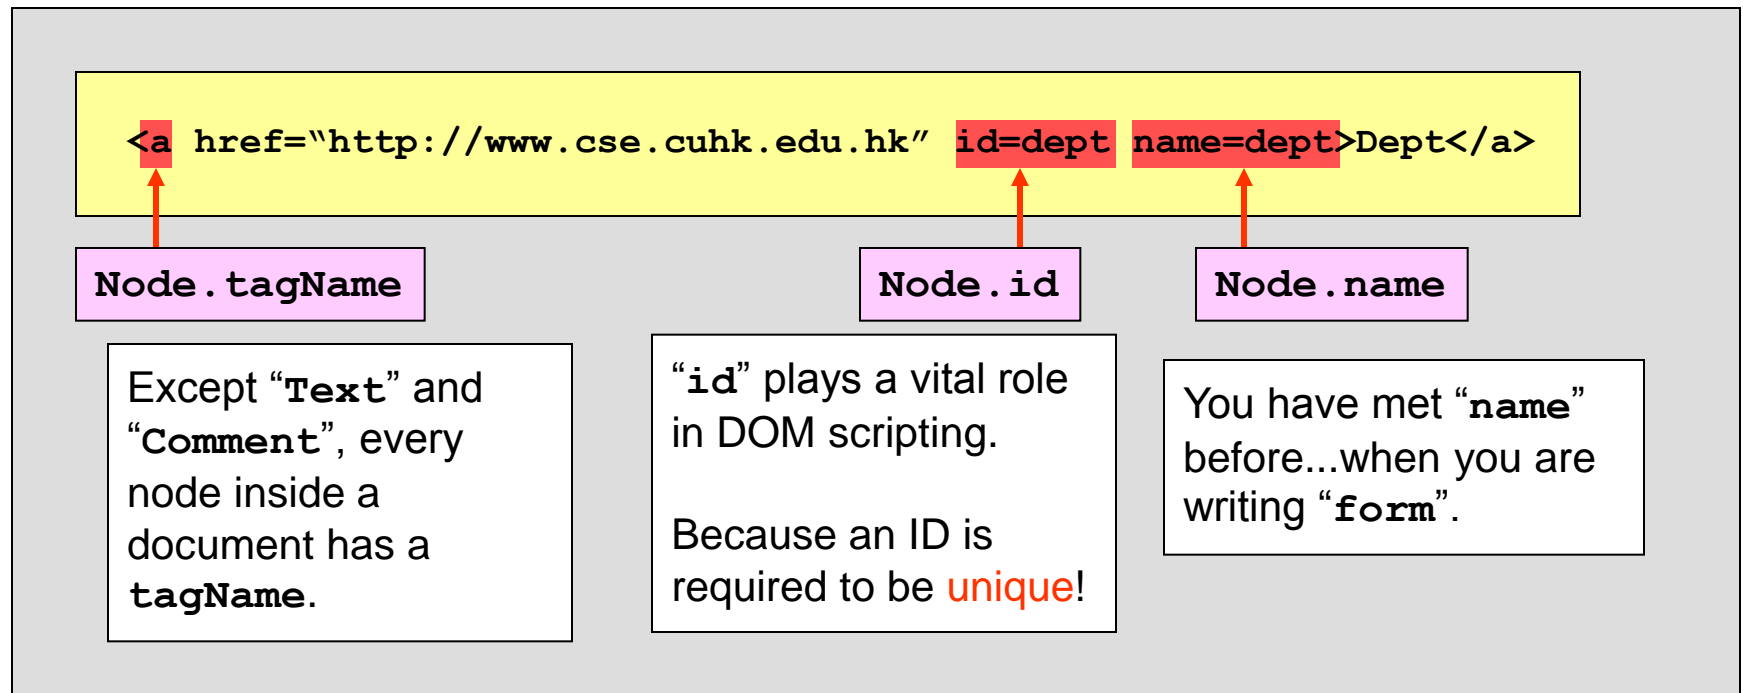 <a href=“http://www.cse.cuhk.edu.hk” id=dept name=dept>Dept</a>
Node.tagName
Node.id
Node.name
Except “Text” and
“Comment”, every
node inside a
document has a
tagName.
“id” plays a vital role
in DOM scripting.
Because an ID is
required to be unique!
You have met “name”
before...when you are
writing “form”.